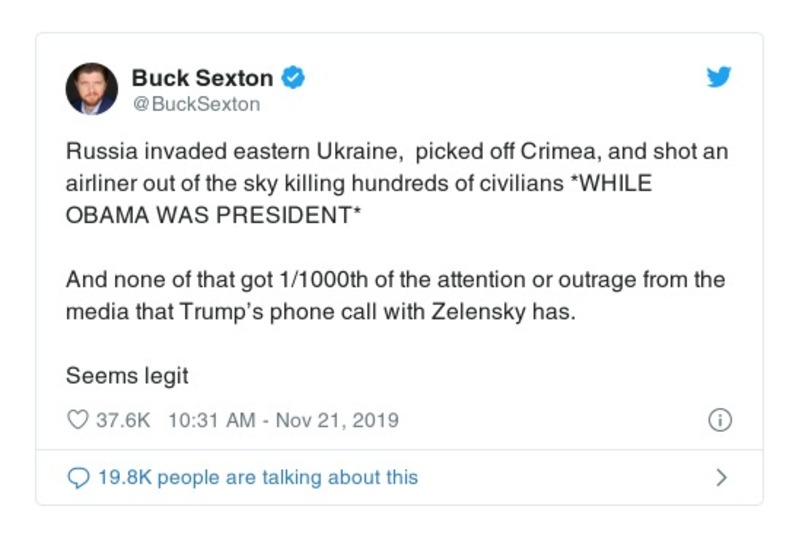 Buck Sexton
@BuckSexton
Russia invaded eastern Ukraine,  picked off Crimea, and shot an
airliner out of the sky killing hundreds of civilians *WHILE
OBAMA WAS PRESIDENT*
And none of that got 1/1000th of the attention or outrage from the
media that Trump’s phone call with Zelensky has.
Seems legit
37.6K 10:31 AM - Nov 21, 2019
19.8K people are talking about this